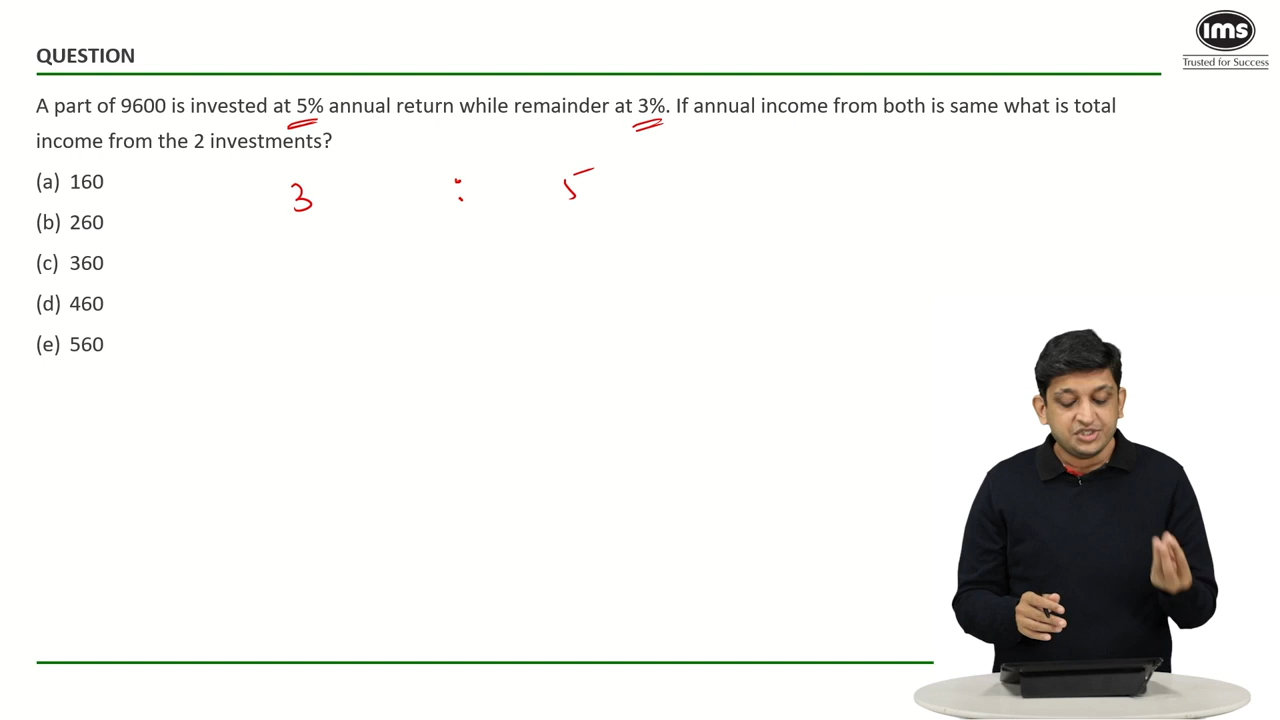 ims
Trusted for Success
QUESTION
A part of 9600 is invested at 5% annual return while remainder at 3%. If annual income from both is same what is total
income from the 2 investments?
(a) 160
3 : 5
(b) 260
(c) 360
(d) 460
(e) 560